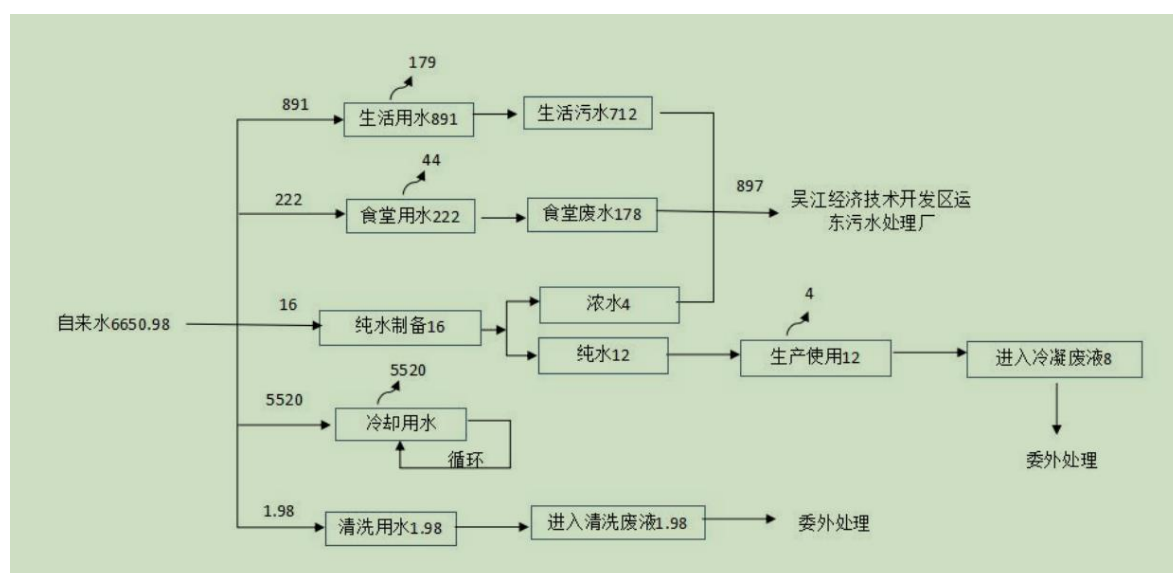 179
891
生活用水891
生活污水712
44
222
食堂用水222
食堂废水178
897
吴江经济技术开发区运
东污水处理厂
自来水6650.98
16
纯水制备16
浓水4
纯水12
4
生产使用12
进入冷凝废液8
委外处理
5520
5520
冷却用水
循环
1.98
清洗用水1.98
进入清洗废液1.98
委外处理